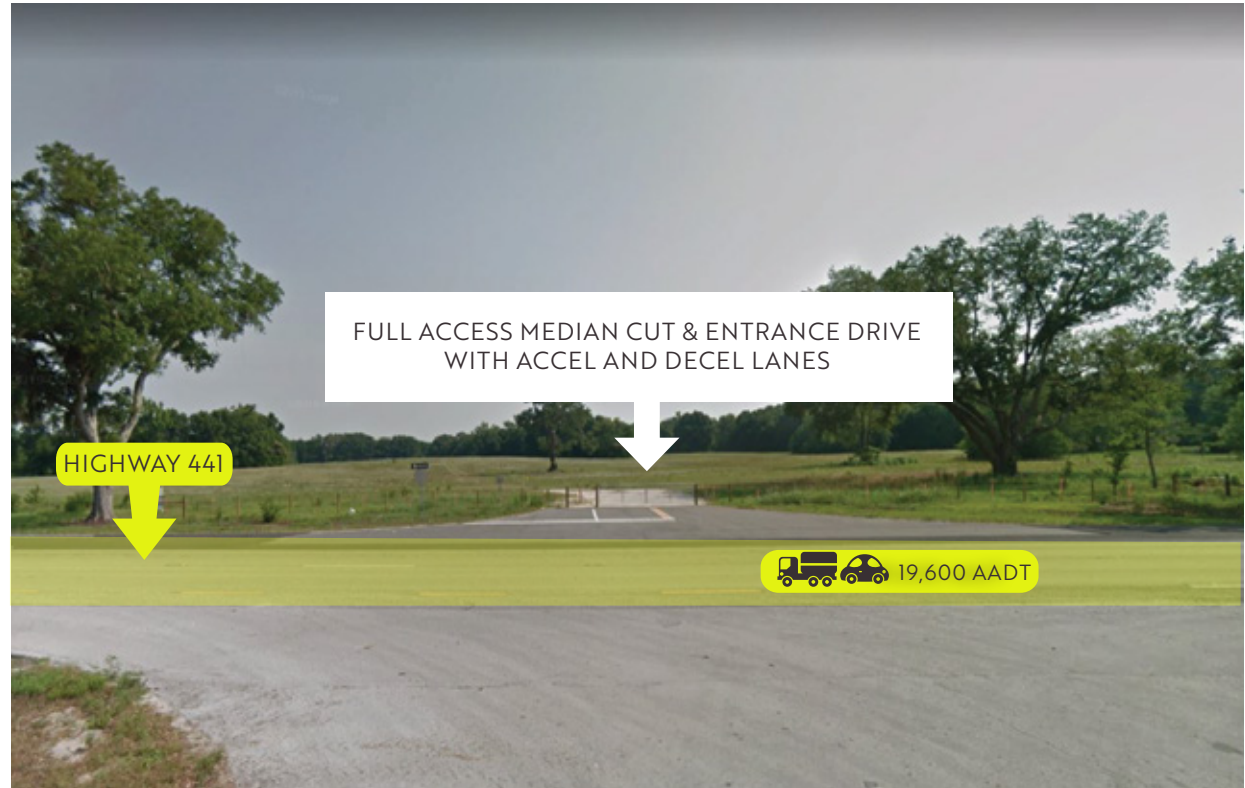 FULL ACCESS MEDIAN CUT & ENTRANCE DRIVE
WITH ACCEL AND DECEL LANES
HIGHWAY 441
19,600 AADT